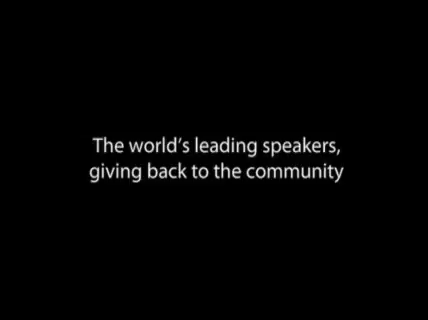 The world's leading speakers,
giving back to the community